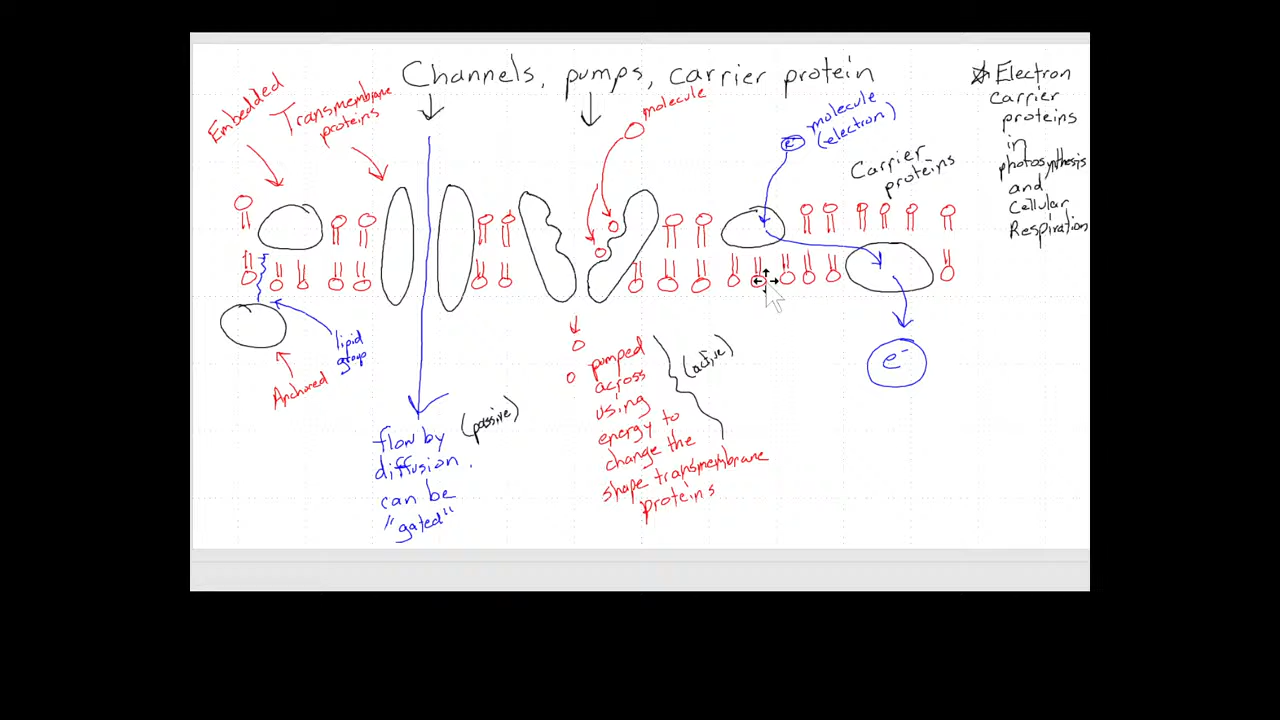 Channels, pumps, carrier protein
Embedded
Transmembrane
proteins
molecule
molecule
(electron)
e-
Carrier
proteins
☆ Electron
carrier
proteins
in
photosynthesis
and
Cellular
Respiration
lipid
group
Anchored
flow by
diffusion.
can be
"gated"
(passive)
pumped
across
using
energy to
change the
shape transmembrane
proteins
(active)
e-